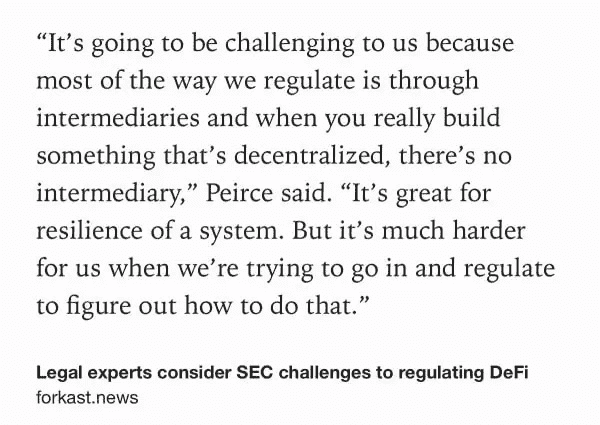 “It’s going to be challenging to us because
most of the way we regulate is through
intermediaries and when you really build
something that’s decentralized, there’s no
intermediary,” Peirce said. “It’s great for
resilience of a system. But it’s much harder
for us when we’re trying to go in and regulate
to figure out how to do that.”
Legal experts consider SEC challenges to regulating DeFi
forkast.news